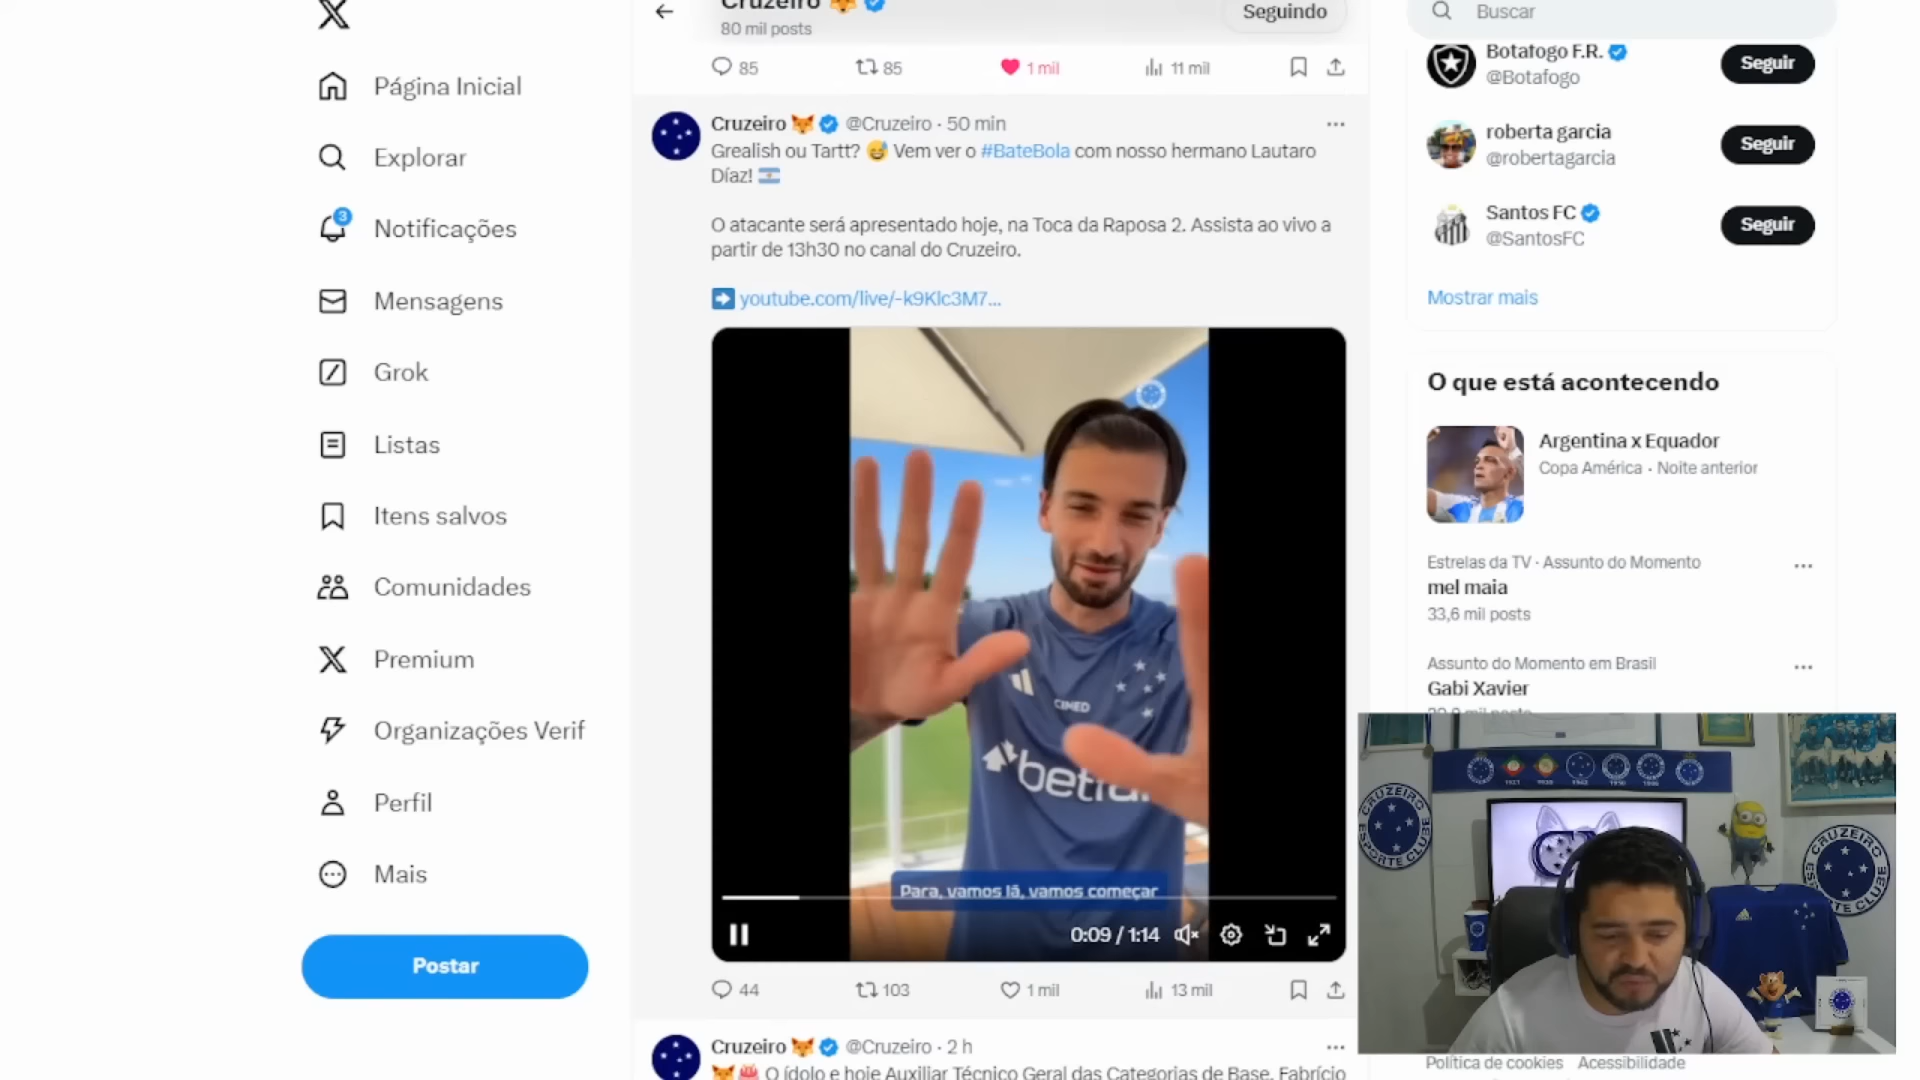 Cruzeiro
80 mil posts
Seguindo
Buscar
Página Inicial
Explorar
3
Notificações
Mensagens
Grok
Listas
Itens salvos
Comunidades
Premium
Organizações Verif
Perfil
Mais
Postar
85
85
1 mil
11 mil
Cruzeiro @Cruzeiro · 50 min
Grealish ou Tartt? Vem ver o #BateBola com nosso hermano Lautaro
Díaz!
O atacante será apresentado hoje, na Toca da Raposa 2. Assista ao vivo a
partir de 13h30 no canal do Cruzeiro.
youtube.com/live/-k9Klc3M7...
CIMED
Para, vamos lá, vamos começar
0:09 / 1:14
44
103
1 mil
13 mil
Cruzeiro @Cruzeiro · 2 h
O ídolo e hoje Auxiliar Técnico Geral das Categorias de Base, Fabrício
Botafogo F.R.
@Botafogo
Seguir
roberta garcia
@robertagarcia
Seguir
Santos FC
@SantosFC
Seguir
Mostrar mais
O que está acontecendo
Argentina x Equador
Copa América · Noite anterior
Estrelas da TV · Assunto do Momento
mel maia
33,6 mil posts
Assunto do Momento em Brasil
Gabi Xavier
CRUZEIRO
ESPORTE CLUBE
CRUZEIRO
ESPORTE CLUBE
Política de cookies Acessibilidade